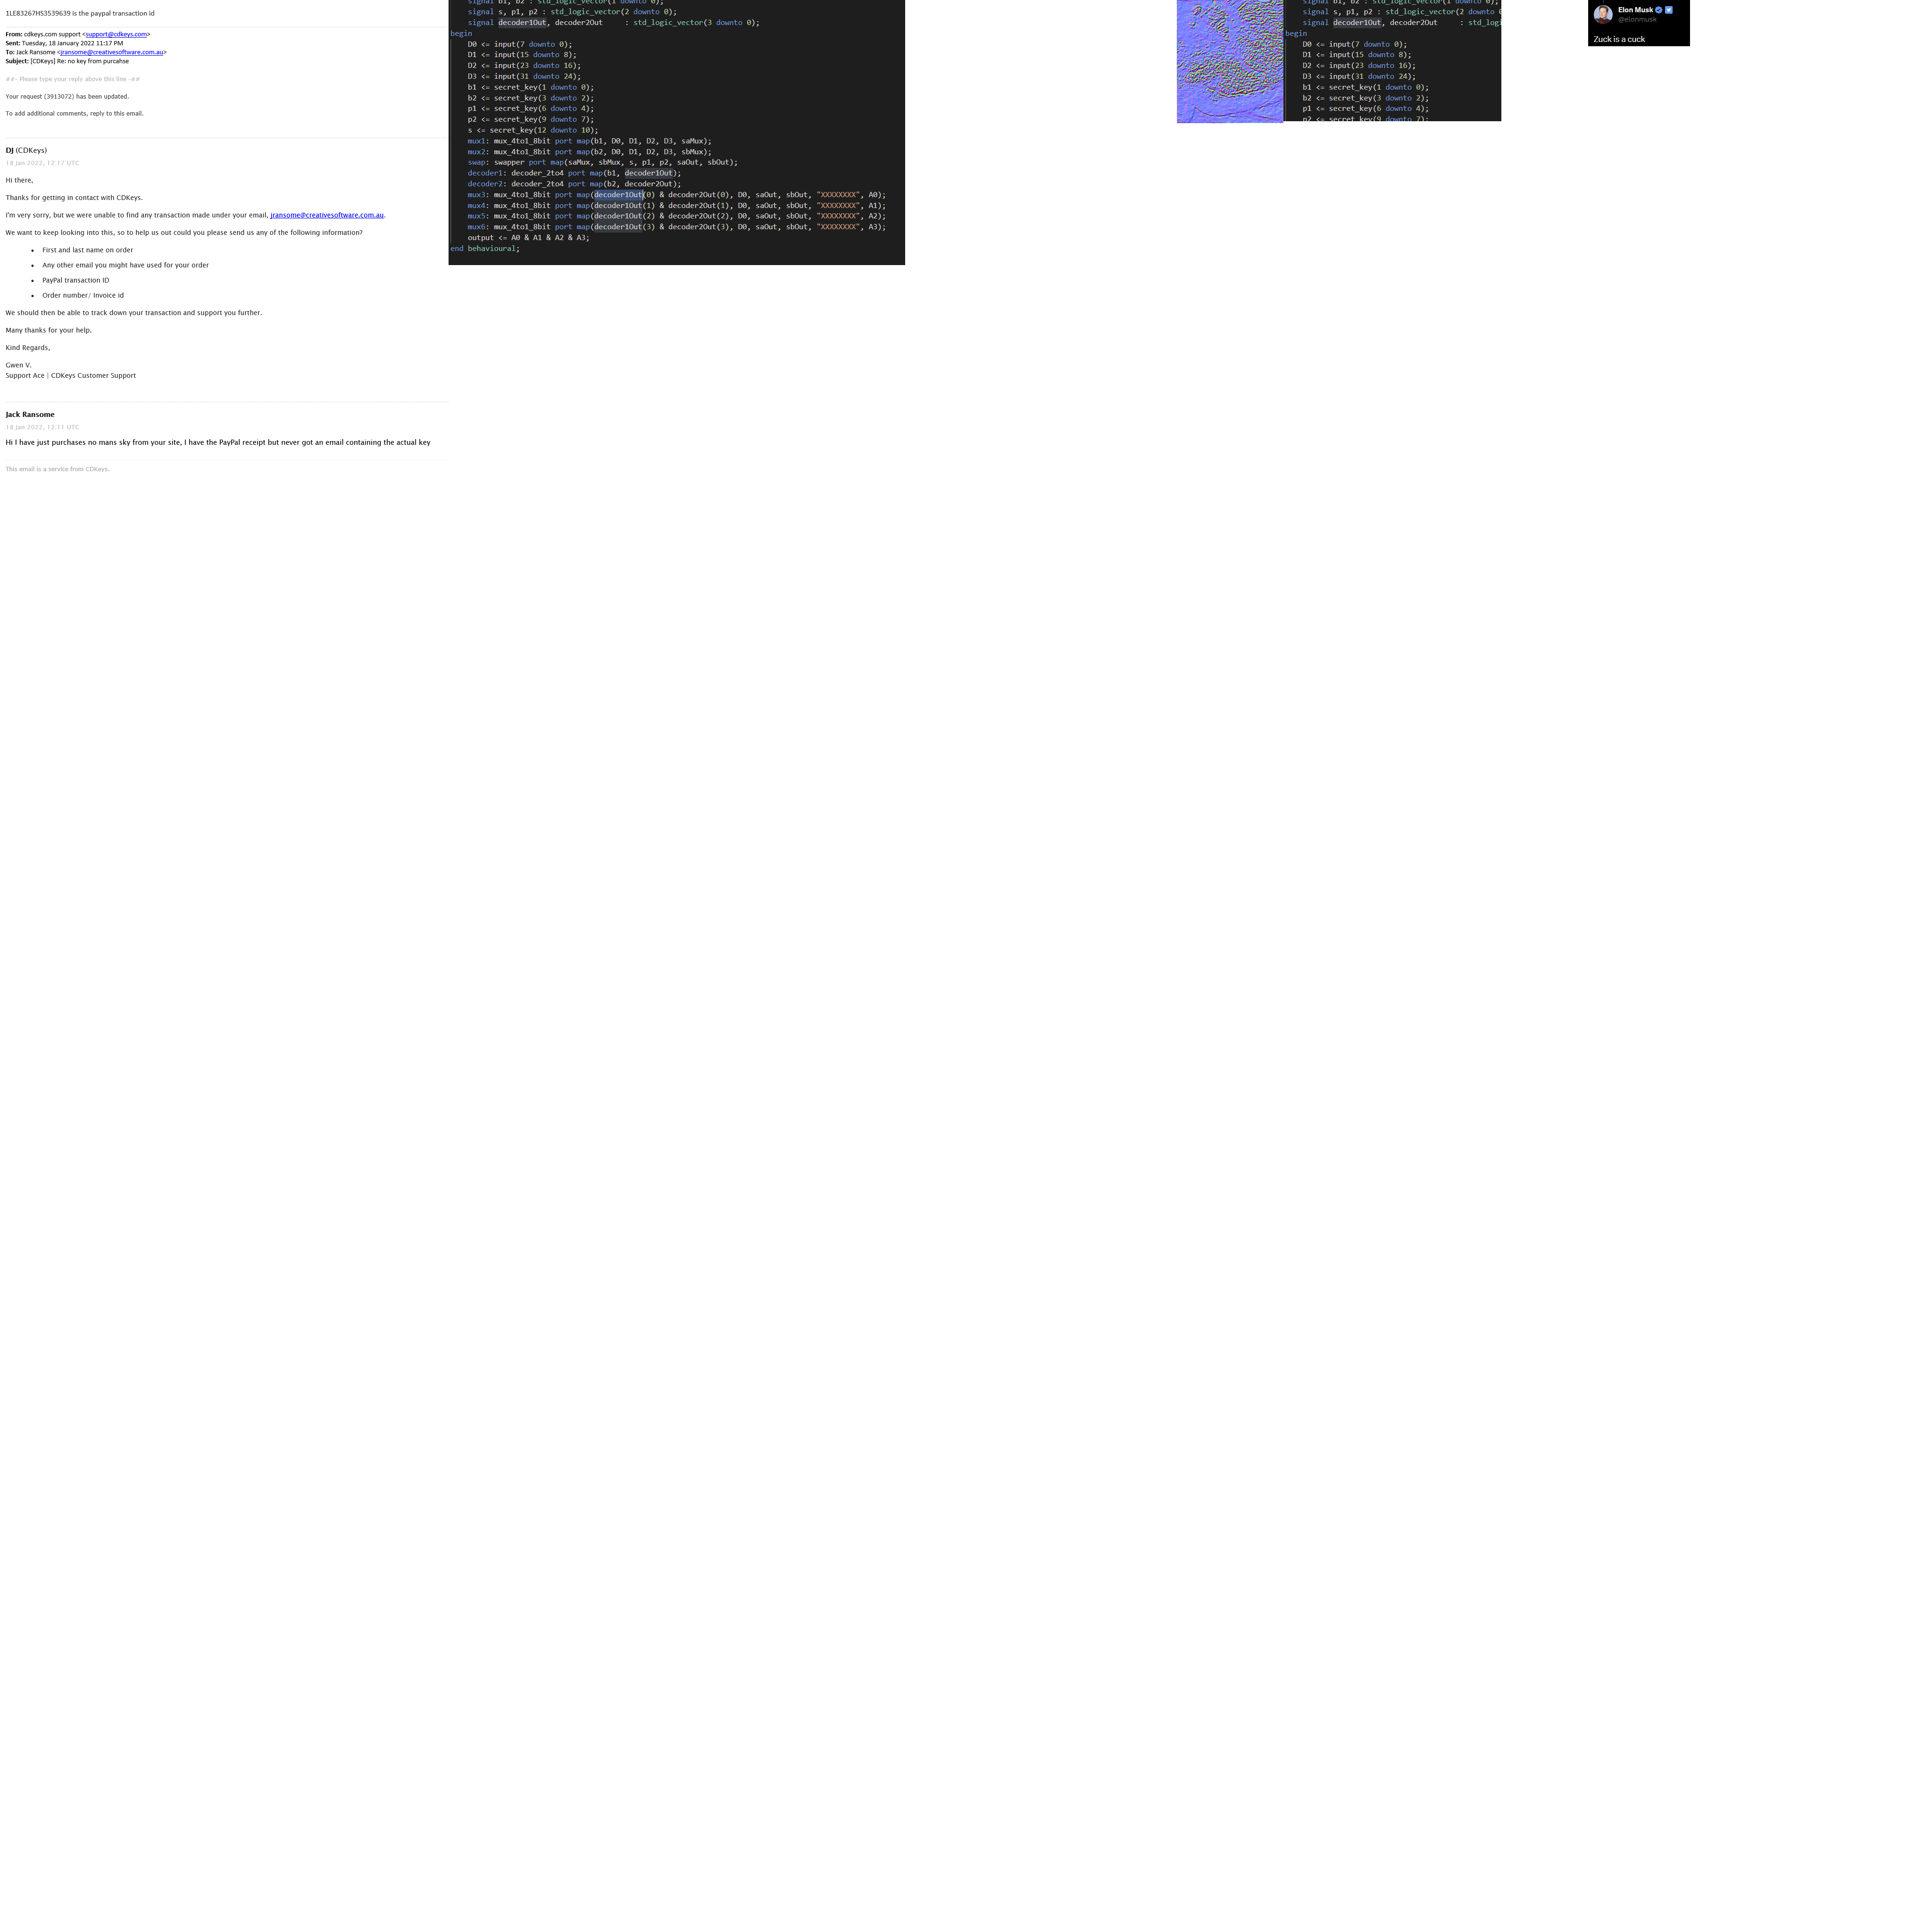 1LE83267HS3539639 is the paypal transaction id
From: cdkeys.com support <support@cdkeys.com>
Sent: Tuesday, 18 January 2022 11:17 PM
To: Jack Ransome <jransome@creativesoftware.com.au>
Subject: [CDKeys] Re: no key from purcahse
##- Please type your reply above this line -##
Your request (3913072) has been updated.
To add additional comments, reply to this email.
DJ (CDKeys)
18 Jan 2022, 12:17 UTC
Hi there,
Thanks for getting in contact with CDKeys.
I'm very sorry, but we were unable to find any transaction made under your email, jransome@creativesoftware.com.au.
We want to keep looking into this, so to help us out could you please send us any of the following information?
• First and last name on order
• Any other email you might have used for your order
• PayPal transaction ID
• Order number/ Invoice id
We should then be able to track down your transaction and support you further.
Many thanks for your help.
Kind Regards,
Gwen V.
Support Ace | CDKeys Customer Support
Jack Ransome
18 Jan 2022, 12:11 UTC
Hi I have just purchases no mans sky from your site, I have the PayPal receipt but never got an email containing the actual key
This email is a service from CDKeys.
signal b1, b2 : std_logic_vector(1 downto 0);
signal s, p1, p2 : std_logic_vector(2 downto 0);
signal decoder1Out, decoder2Out : std_logic_vector(3 downto 0);
begin
D0 <= input(7 downto 0);
D1 <= input(15 downto 8);
D2 <= input(23 downto 16);
D3 <= input(31 downto 24);
b1 <= secret_key(1 downto 0);
b2 <= secret_key(3 downto 2);
p1 <= secret_key(6 downto 4);
p2 <= secret_key(9 downto 7);
s <= secret_key(12 downto 10);
mux1: mux_4to1_8bit port map(b1, D0, D1, D2, D3, saMux);
mux2: mux_4to1_8bit port map(b2, D0, D1, D2, D3, sbMux);
swap: swapper port map(saMux, sbMux, s, p1, p2, saOut, sbOut);
decoder1: decoder_2to4 port map(b1, decoder1Out);
decoder2: decoder_2to4 port map(b2, decoder2Out);
mux3: mux_4to1_8bit port map(decoder1Out(0) & decoder2Out(0), D0, saOut, sbOut, "XXXXXXXX", A0);
mux4: mux_4to1_8bit port map(decoder1Out(1) & decoder2Out(1), D0, saOut, sbOut, "XXXXXXXX", A1);
mux5: mux_4to1_8bit port map(decoder1Out(2) & decoder2Out(2), D0, saOut, sbOut, "XXXXXXXX", A2);
mux6: mux_4to1_8bit port map(decoder1Out(3) & decoder2Out(3), D0, saOut, sbOut, "XXXXXXXX", A3);
output <= A0 & A1 & A2 & A3;
end behavioural;
signal b1, b2 : std_logic_vector(1 downto 0);
signal s, p1, p2 : std_logic_vector(2 downto 0
signal decoder1Out, decoder2Out : std_logi
begin
D0 <= input(7 downto 0);
D1 <= input(15 downto 8);
D2 <= input(23 downto 16);
D3 <= input(31 downto 24);
b1 <= secret_key(1 downto 0);
b2 <= secret_key(3 downto 2);
p1 <= secret_key(6 downto 4);
p2 <= secret_key(9 downto 7);
Elon Musk
@elonmusk
Zuck is a cuck